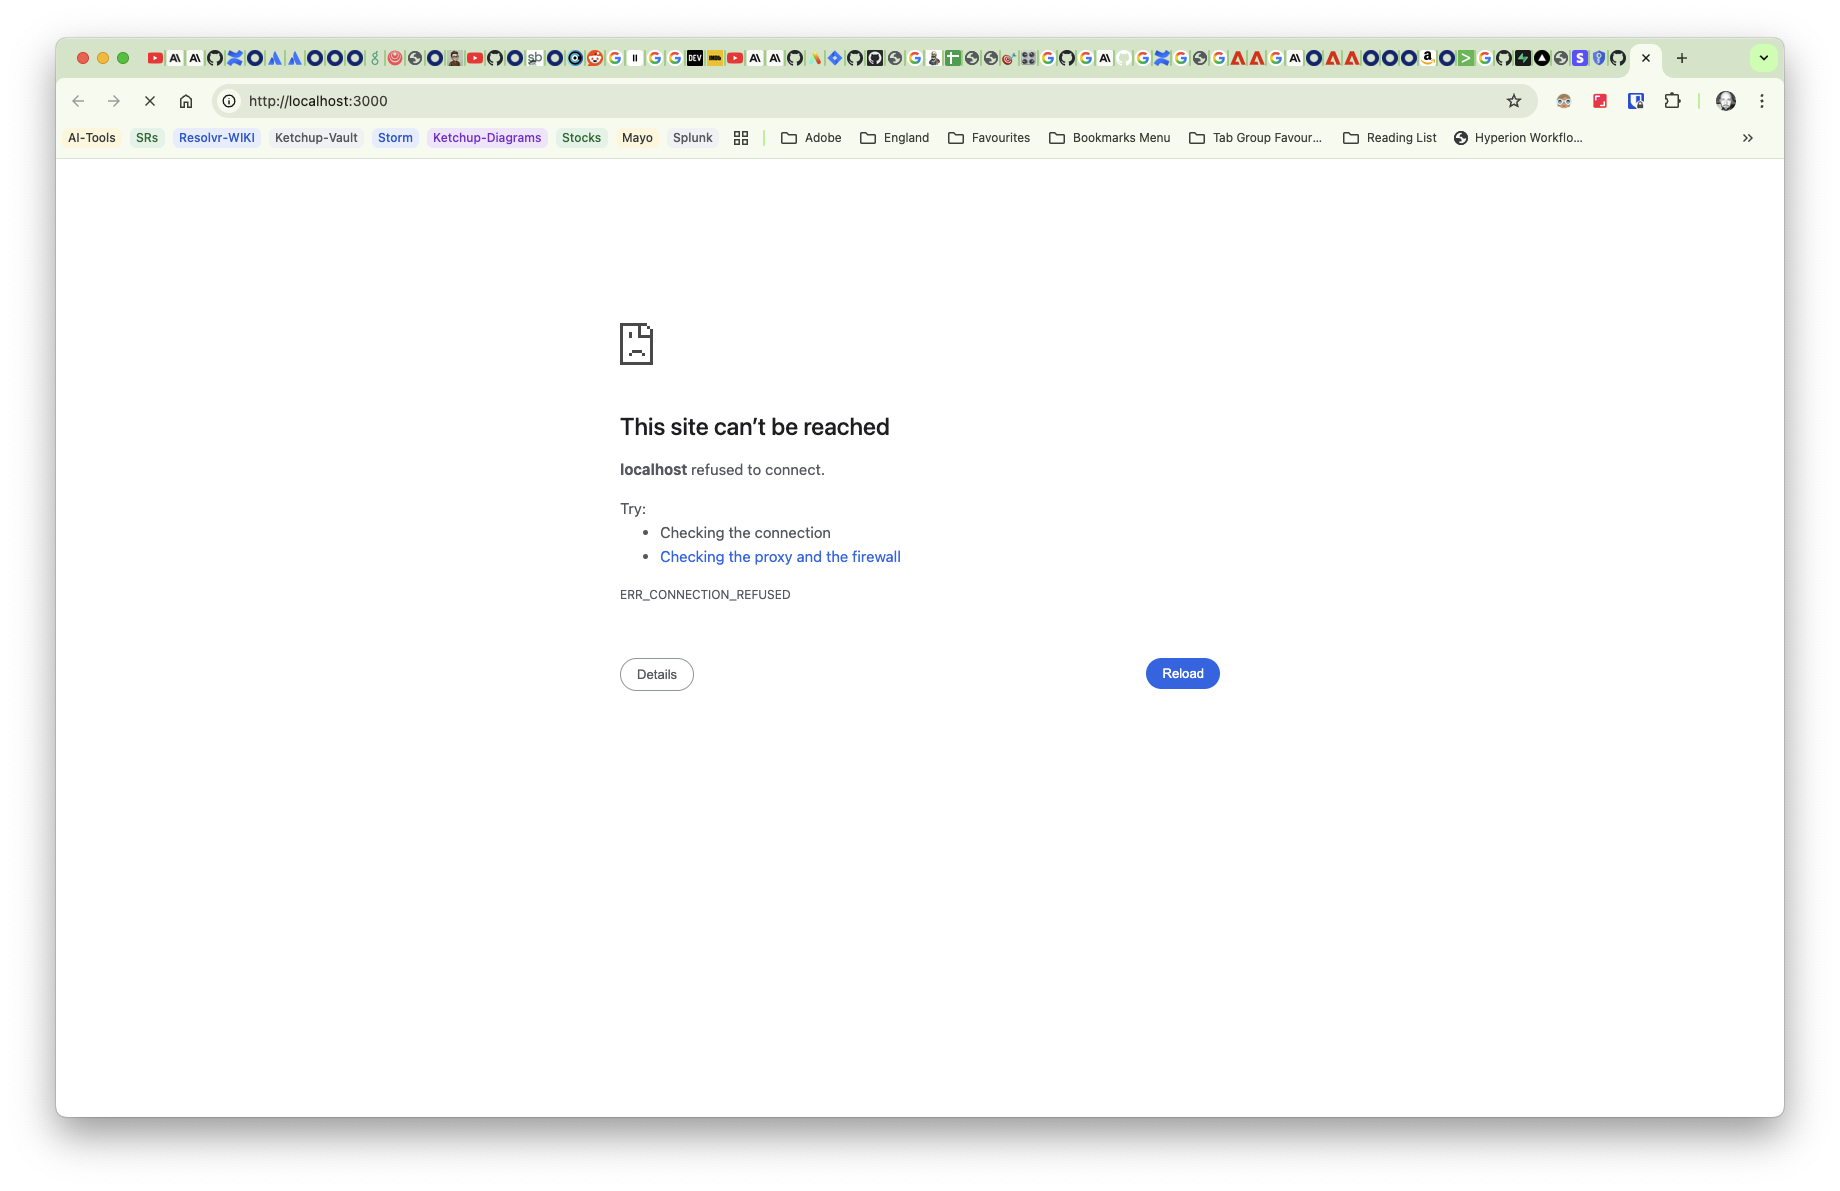 http://localhost:3000
AI-Tools SRs Resolvr-WIKI Ketchup-Vault Storm Ketchup-Diagrams Stocks Mayo Splunk Adobe England Favourites Bookmarks Menu Tab Group Favour... Reading List Hyperion Workflo...
This site can't be reached
localhost refused to connect.
Try:
• Checking the connection
• Checking the proxy and the firewall
ERR_CONNECTION_REFUSED
Details Reload